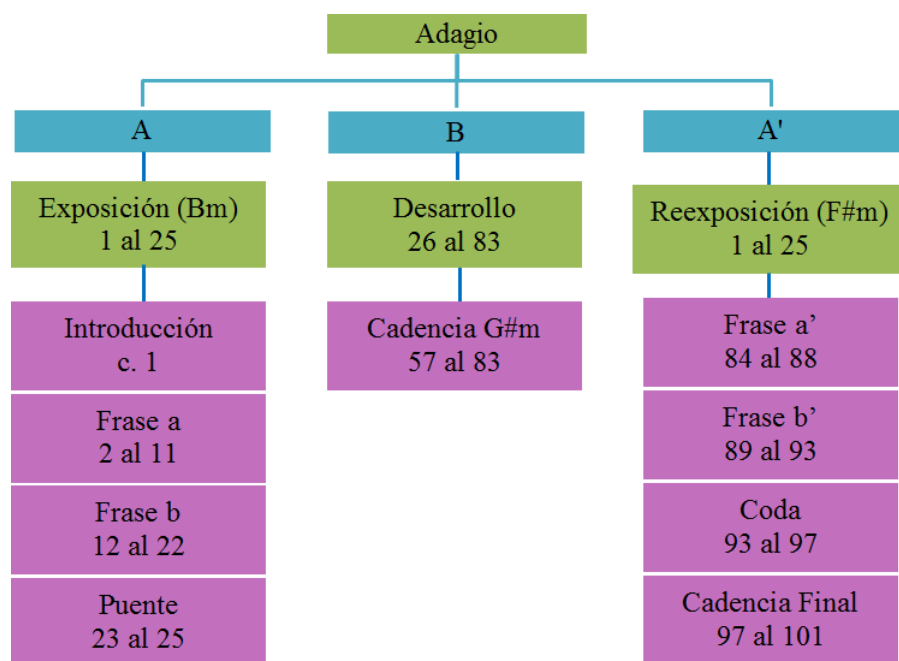 Adagio
A
Exposición (Bm)
1 al 25
Introducción
c. 1
Frase a
2 al 11
Frase b
12 al 22
Puente
23 al 25
B
Desarrollo
26 al 83
Cadencia G#m
57 al 83
A'
Reexposición (F#m)
1 al 25
Frase a’
84 al 88
Frase b’
89 al 93
Coda
93 al 97
Cadencia Final
97 al 101